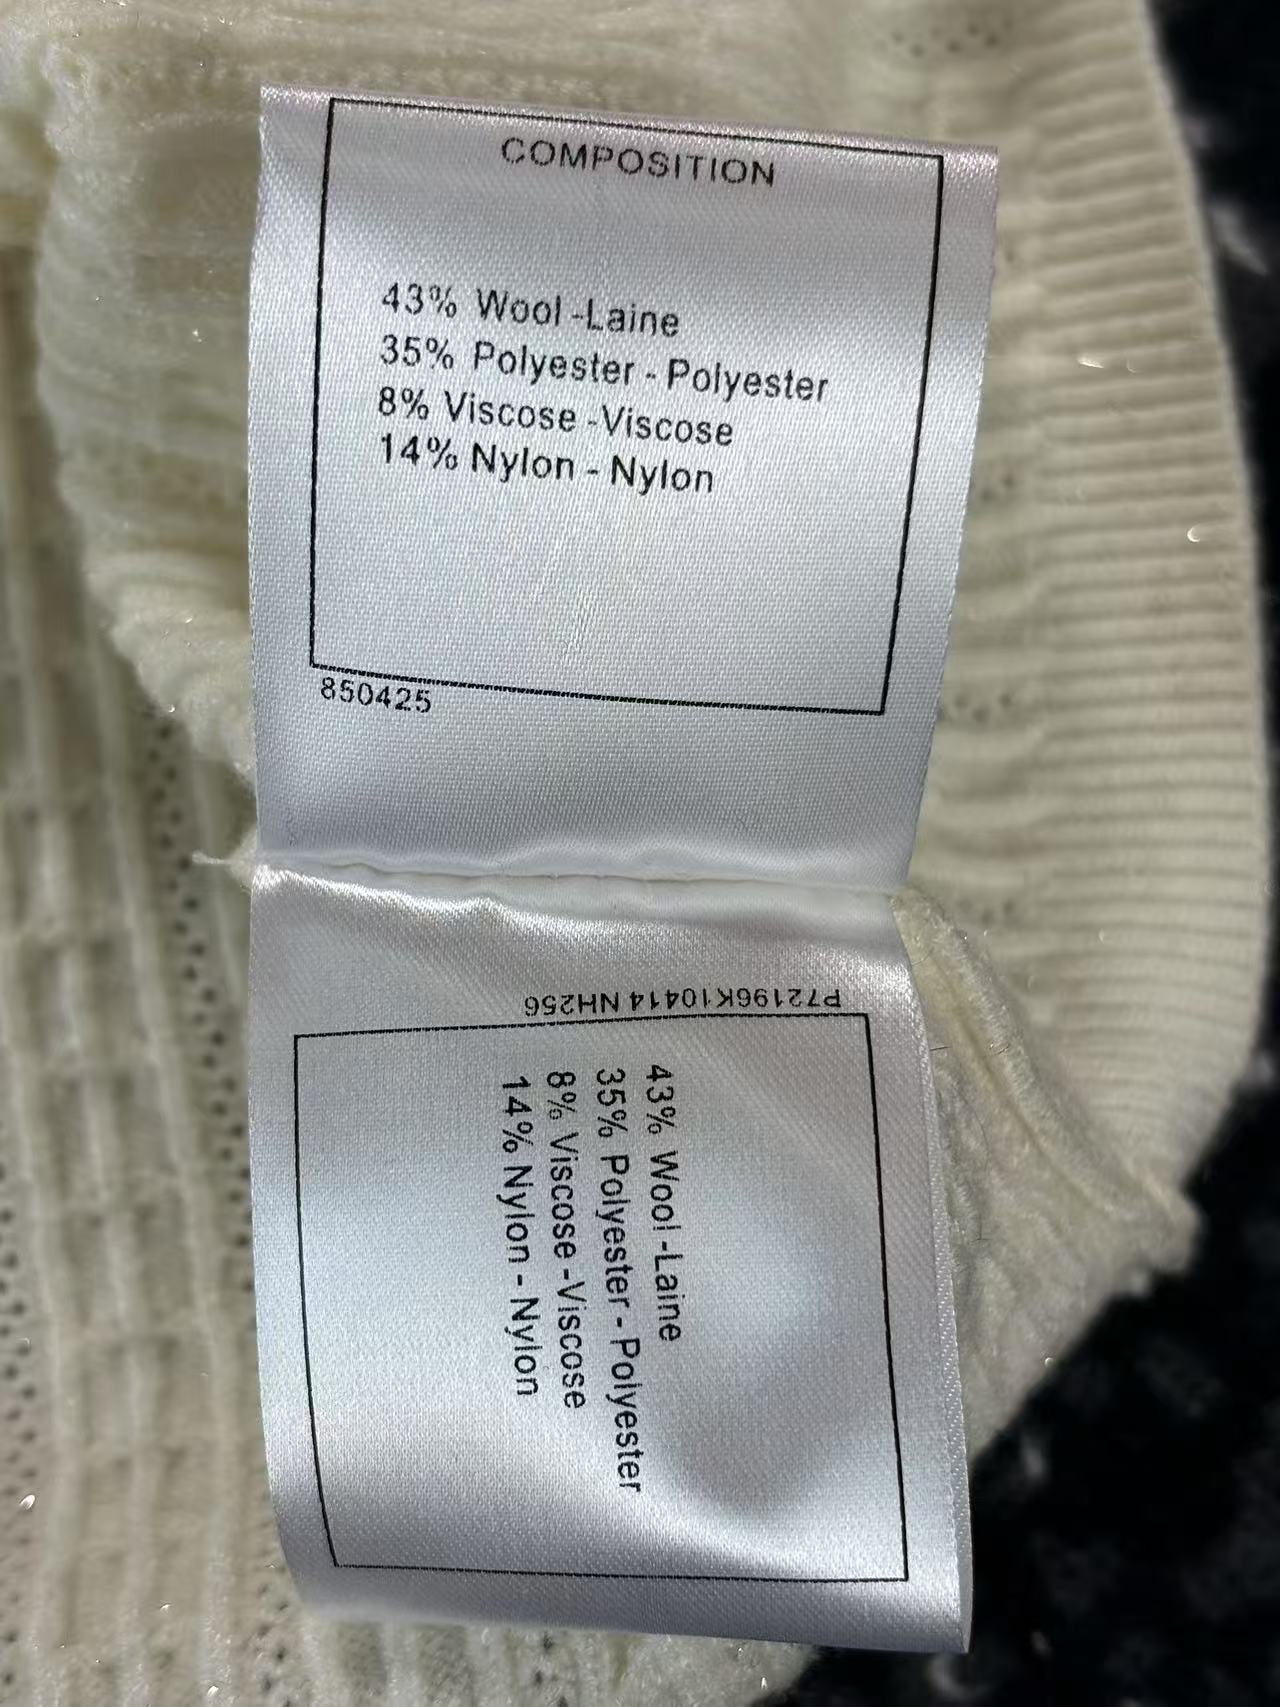 COMPOSITION
43% Wool -Laine
35% Polyester - Polyester
8% Viscose -Viscose
14% Nylon - Nylon
850425
P72196K10414 NH256
43% Wool -Laine
35% Polyester - Polyester
8% Viscose -Viscose
14% Nylon - Nylon